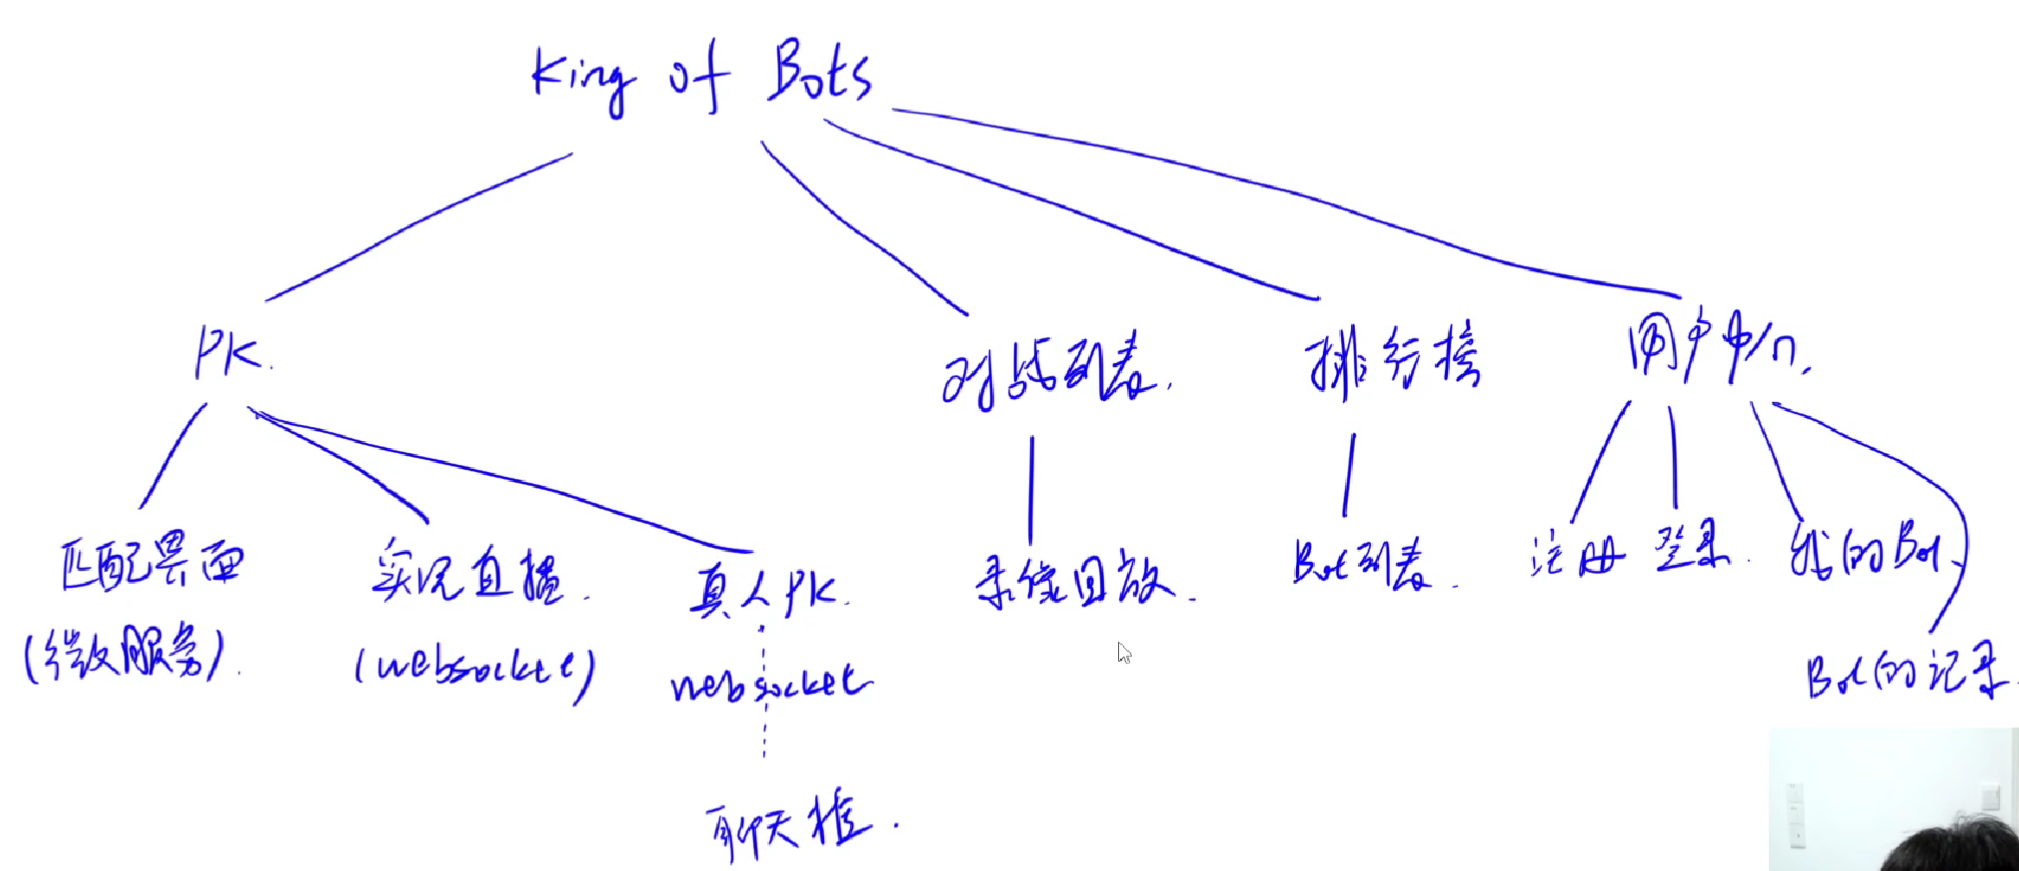 King of Bots
PK.
对战列表.
排行榜
用户中心.
匹配界面
(微服务).
实况直播.
(websocket)
真人PK.
websocket
聊天框.
录像回放.
Bot列表.
注册
登录.
我的Bot.
Bot的记录.